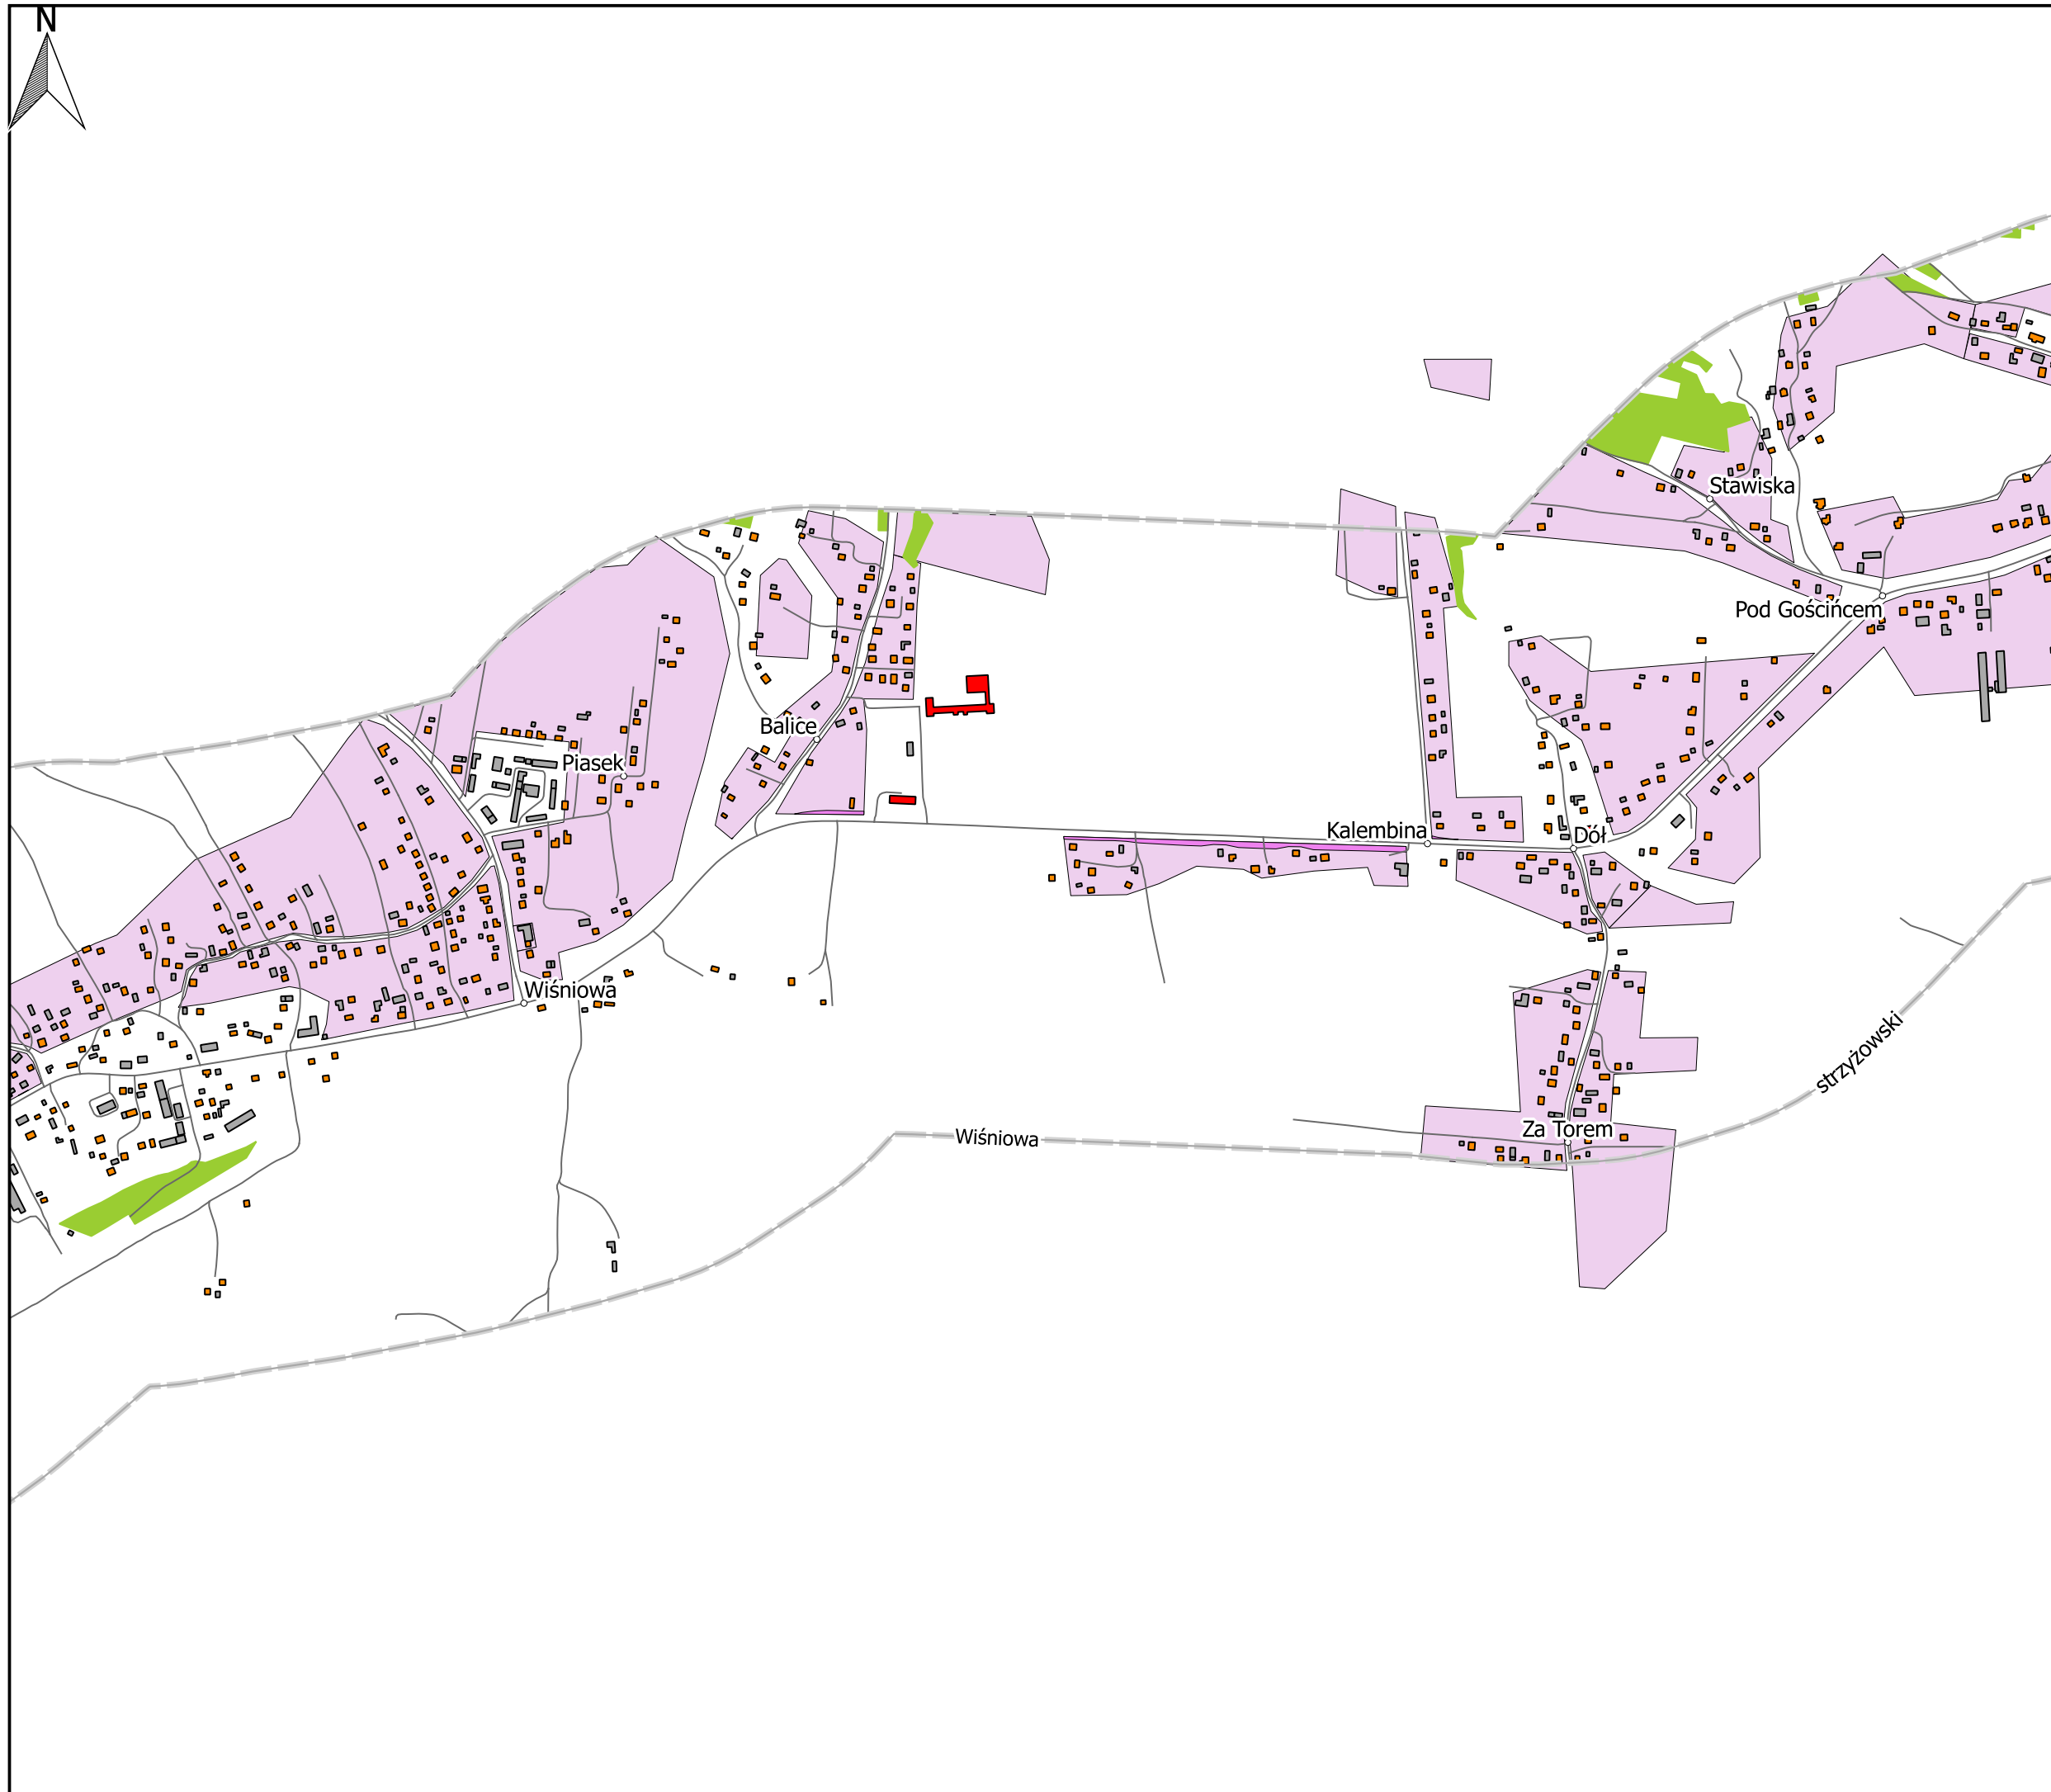 N
Stawiska
Pod Gościńcem
Balice
Piasek
Kalembina
Dół
Wiśniowa
strzyżowski
Za Torem
Wiśniowa